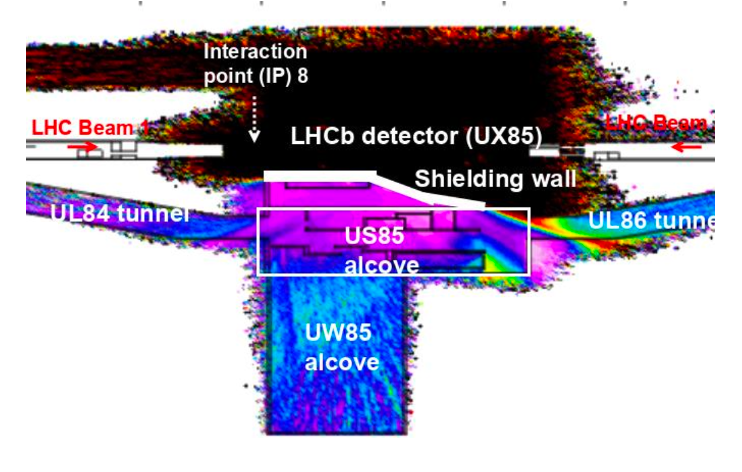 Interaction
point (IP) 8
LHC Beam 1
LHCb detector (UX85)
LHC Beam
Shielding wall
UL84 tunnel
US85
alcove
UL86 tunne
UW85
alcove